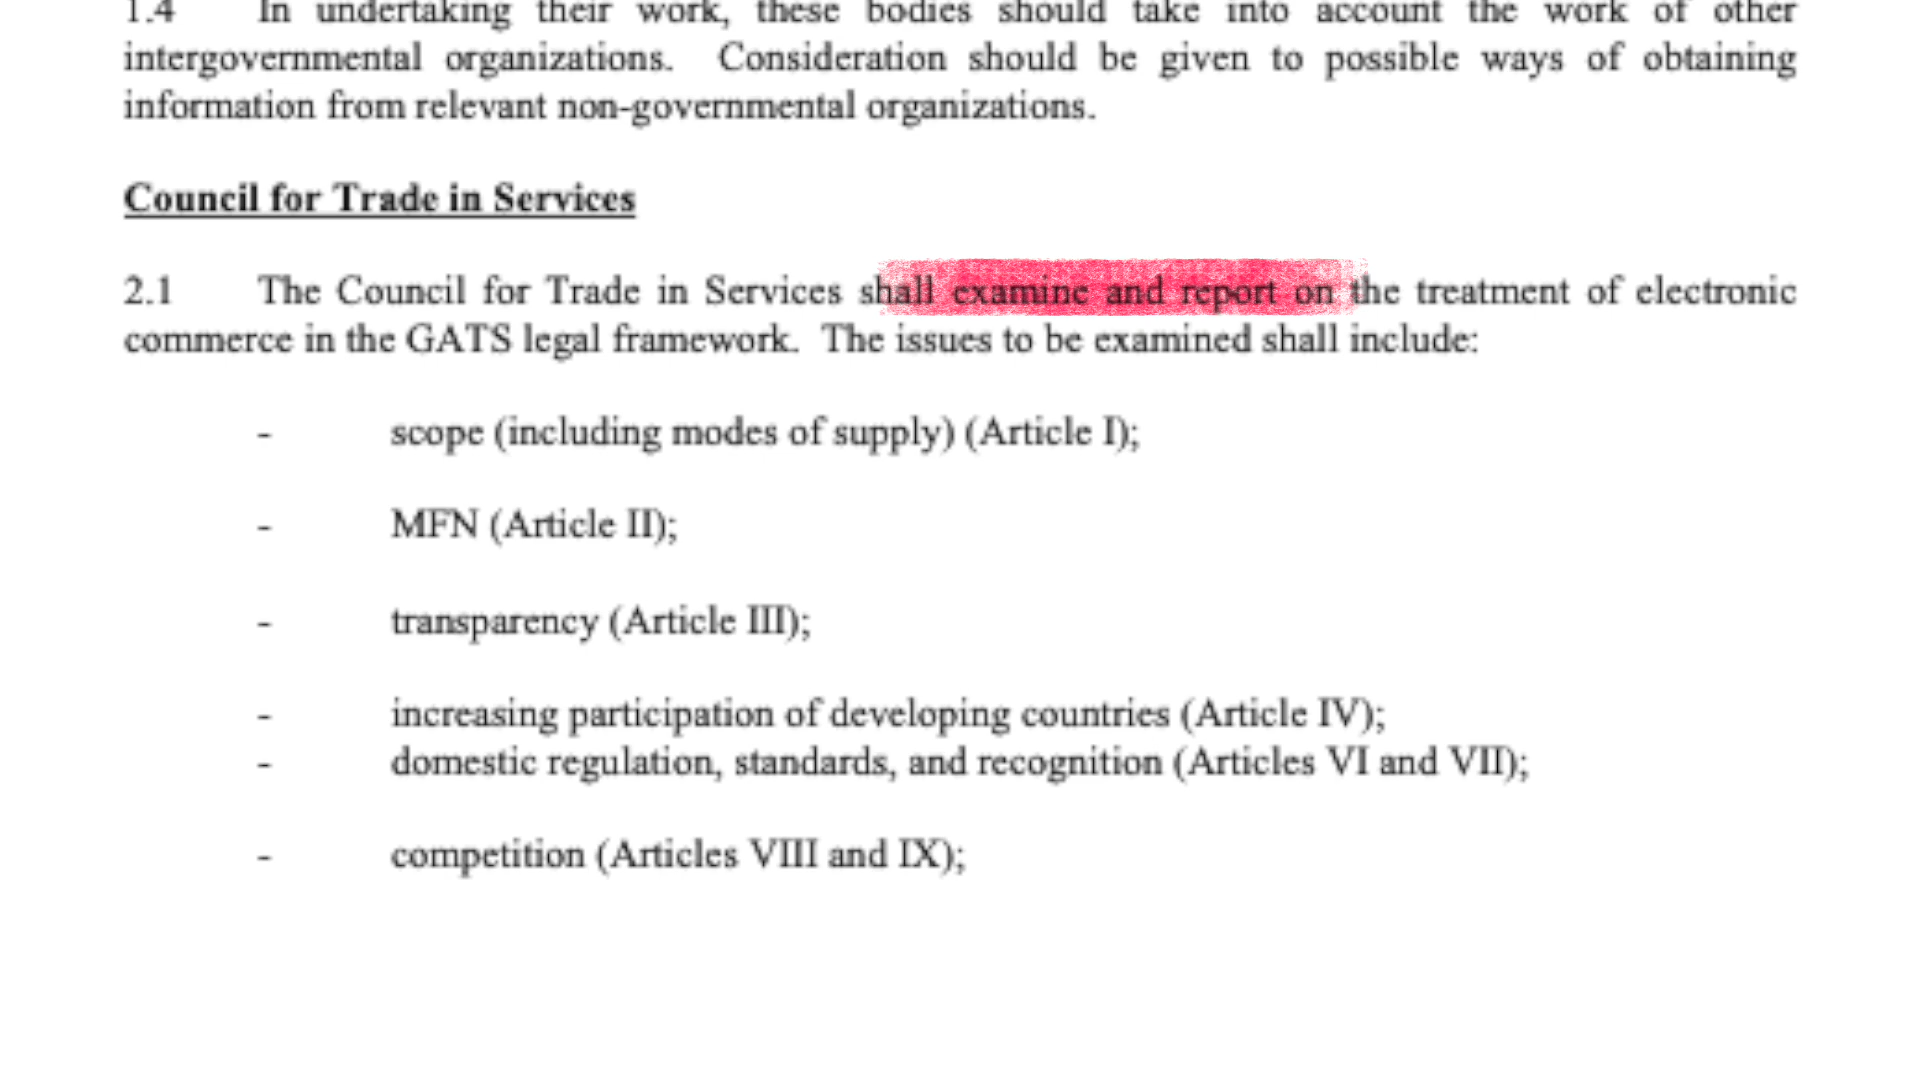 1.4 In undertaking their work, these bodies should take into account the work of other
intergovernmental organizations. Consideration should be given to possible ways of obtaining
information from relevant non-governmental organizations.
Council for Trade in Services
2.1 The Council for Trade in Services shall examine and report on the treatment of electronic
commerce in the GATS legal framework. The issues to be examined shall include:
- scope (including modes of supply) (Article I);
- MFN (Article II);
- transparency (Article III);
- increasing participation of developing countries (Article IV);
- domestic regulation, standards, and recognition (Articles VI and VII);
- competition (Articles VIII and IX);